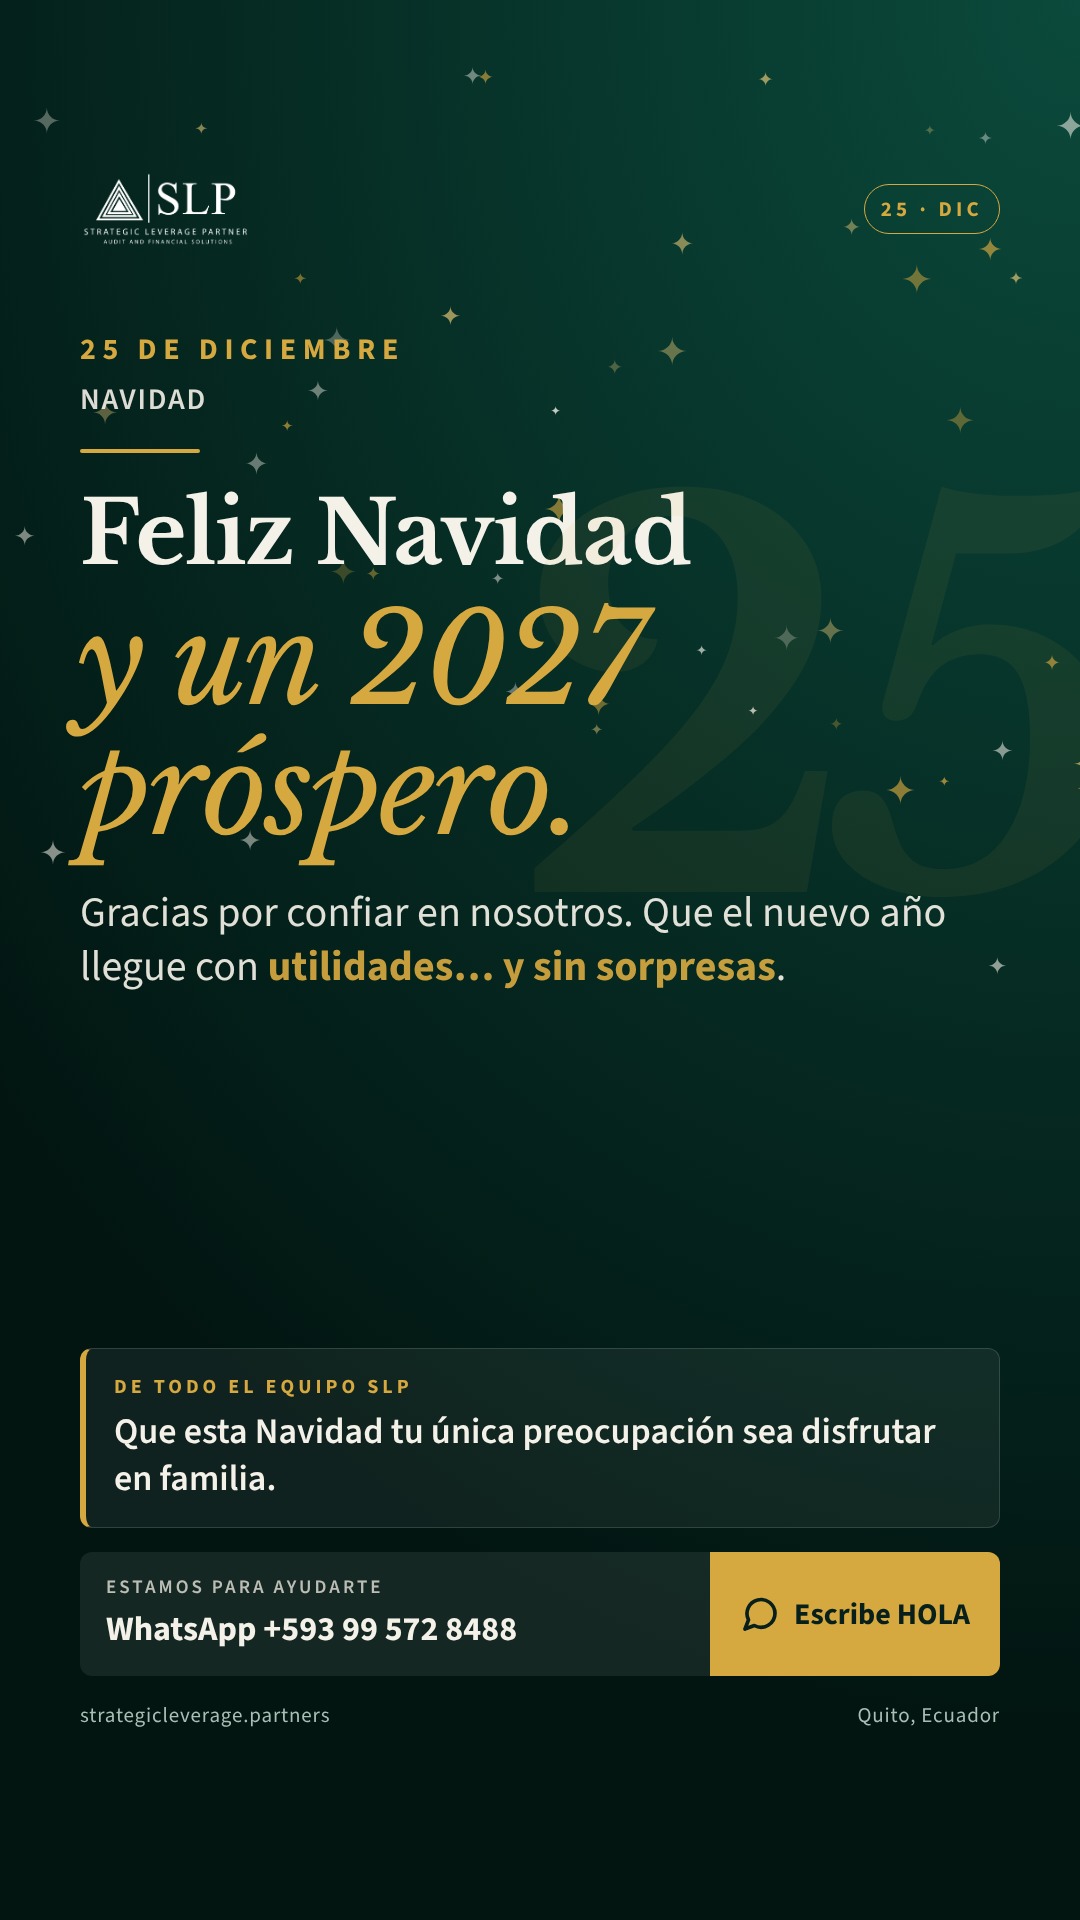 SLP
STRATEGIC LEVERAGE PARTNER
AUDIT AND FINANCIAL SOLUTIONS
25 · DIC
25 DE DICIEMBRE
NAVIDAD
25
Feliz Navidad
y un 2027
próspero.
Gracias por confiar en nosotros. Que el nuevo año
llegue con utilidades... y sin sorpresas.
DE TODO EL EQUIPO SLP
Que esta Navidad tu única preocupación sea disfrutar
en familia.
ESTAMOS PARA AYUDARTE
WhatsApp +593 99 572 8488
Escribe HOLA
strategicleverage.partners
Quito, Ecuador